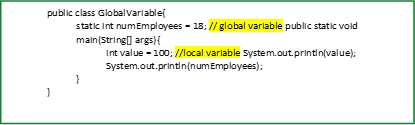 public class GlobalVariable{
static int numEmployees = 18; // global variable public static void
main(String[] args){
int value = 100; //local variable System.out.println(value);
System.out.println(numEmployees);
}
}